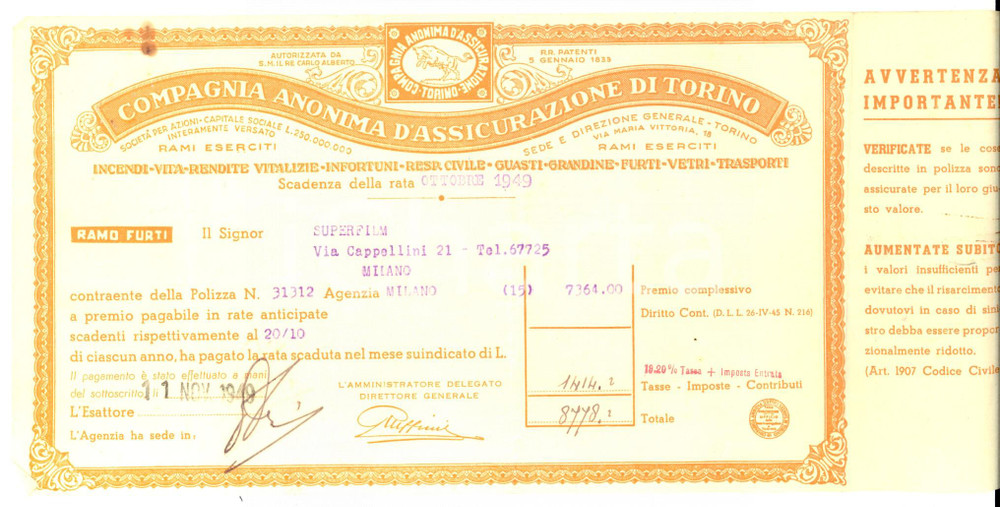 AUTORIZZATA DA
S.M. IL RE CARLO ALBERTO
COMPAGNIA ANONIMA D'ASSICURAZIONE
TORINO
R.R. PATENTI
5 GENNAIO 1833
COMPAGNIA ANONIMA D'ASSICURAZIONE DI TORINO
SOCIETÀ PER AZIONI - CAPITALE SOCIALE L. 250.000.000
INTERAMENTE VERSATO
RAMI ESERCITI
SEDE E DIREZIONE GENERALE - TORINO
VIA MARIA VITTORIA, 18
RAMI ESERCITI
INCENDI-VITA-RENDITE VITALIZIE-INFORTUNI-RESP. CIVILE-GUASTI-GRANDINE-FURTI-VETRI-TRASPORTI
Scadenza della rata OTTOBRE 1949
RAMO FURTI Il Signor SUPERFILM
Via Cappellini 21 - Tel.67725
MILANO
contraente della Polizza N. 31312 Agenzia MILANO (15) 7364.00 Premio complessivo
a premio pagabile in rate anticipate
Diritto Cont. (D. L. L. 26-IV-45 N. 216)
scadenti rispettivamente al 20/10
di ciascun anno, ha pagato la rata scaduta nel mese suindicato di L.
Il pagamento è stato effettuato a mani
del sottoscritto li 11 NOV. 1949
L'Esattore
L'Agenzia ha sede in:
L'AMMINISTRATORE DELEGATO
DIRETTORE GENERALE
19.20% Tasse + Imposta Entrata
1414. Tasse - Imposte - Contributi
8778. Totale
AVVERTENZA
IMPORTANTE
VERIFICATE se le cos
descritte in polizza sono
assicurate per il loro giu
sto valore.
AUMENTATE SUBITO
i valori insufficienti pe
evitare che il risarcimento
dovutovi in caso di sini
stro debba essere propor
zionalmente ridotto.
(Art. 1907 Codice Civile